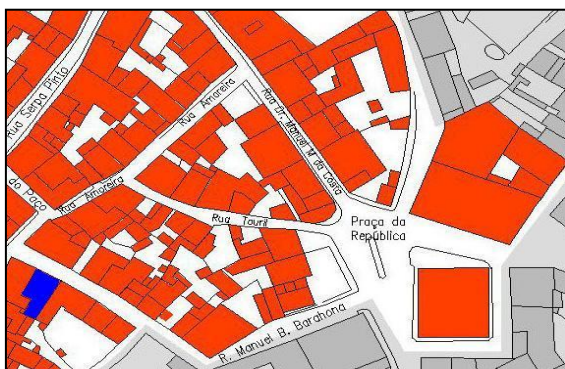 Rua Serpa Pinto
Rua Amoreira
Rua Dr. Manuel M da Costa
do Paço
Rua Amoreira
Rua Touril
Praça da
República
R. Manuel B. Barahona